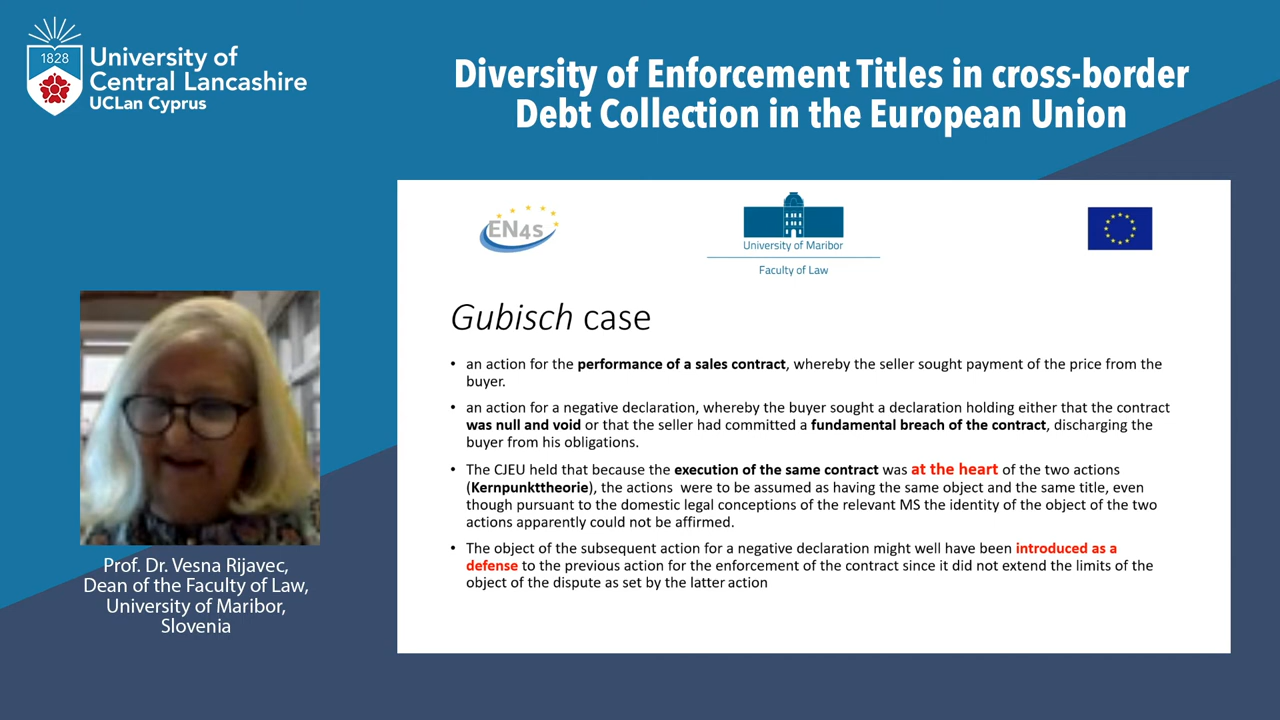 1828
University of
Central Lancashire
UCLan Cyprus
Diversity of Enforcement Titles in cross-border
Debt Collection in the European Union
EN4s
University of Maribor
Faculty of Law
Gubisch case
• an action for the performance of a sales contract, whereby the seller sought payment of the price from the
buyer.
• an action for a negative declaration, whereby the buyer sought a declaration holding either that the contract
was null and void or that the seller had committed a fundamental breach of the contract, discharging the
buyer from his obligations.
• The CJEU held that because the execution of the same contract was at the heart of the two actions
(Kernpunkttheorie), the actions were to be assumed as having the same object and the same title, even
though pursuant to the domestic legal conceptions of the relevant MS the identity of the object of the two
actions apparently could not be affirmed.
• The object of the subsequent action for a negative declaration might well have been introduced as a
defense to the previous action for the enforcement of the contract since it did not extend the limits of the
object of the dispute as set by the latter action
Prof. Dr. Vesna Rijavec,
Dean of the Faculty of Law,
University of Maribor,
Slovenia